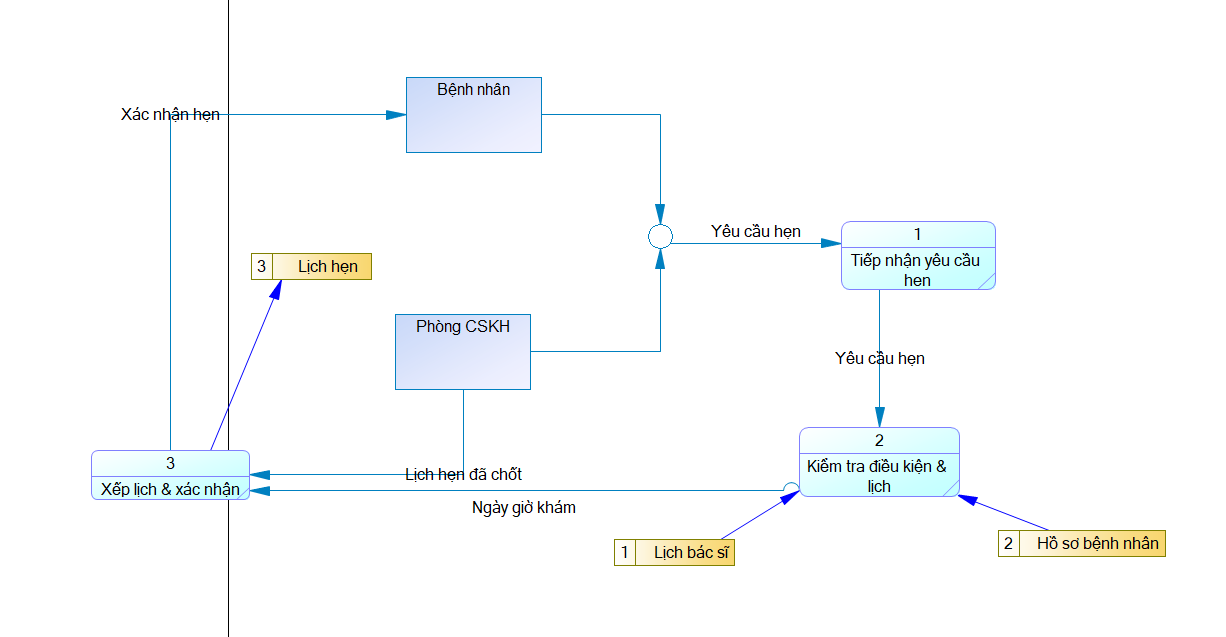 Bệnh nhân
Xác nhận hẹn
Yêu cầu hẹn
1
Tiếp nhận yêu cầu
hen
3 Lịch hẹn
Phòng CSKH
Yêu cầu hẹn
2
Kiểm tra điều kiện &
lịch
3
Xếp lịch & xác nhận
Lịch hẹn đã chốt
Ngày giờ khám
1 Lịch bác sĩ
2 Hồ sơ bệnh nhân